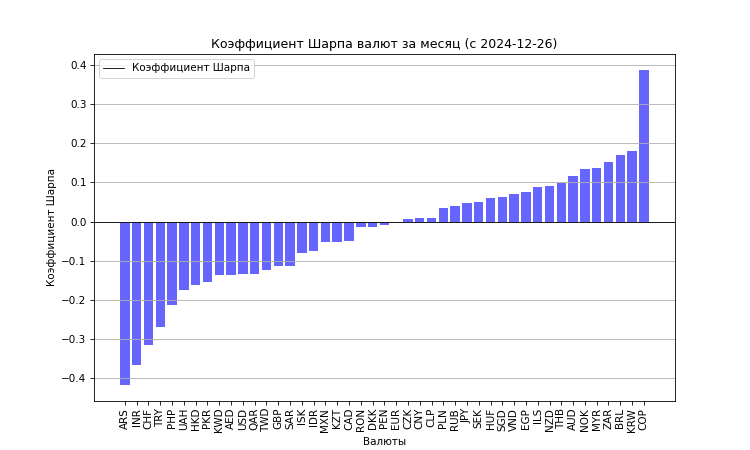 Коэффициент Шарпа валют за месяц (с 2024-12-26)
Коэффициент Шарпа
0.4
0.3
0.2
0.1
0.0
−0.1
−0.2
−0.3
−0.4
Коэффициент Шарпа
ARS INR CHF TRY PHP UAH HKD PKR KWD AED USD QAR TWD GBP SAR ISK IDR MXN KZT CAD RON DKK PEN EUR CZK CNY CLP PLN RUB JPY SEK HUF SGD VND EGP ILS NZD THB AUD NOK MYR ZAR BRL KRW COP
Валюты